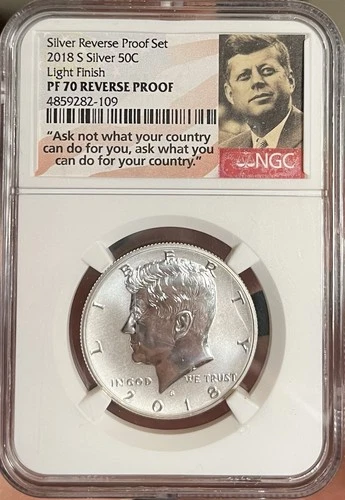 Silver Reverse Proof Set
2018 S Silver 50C
Light Finish
PF 70 REVERSE PROOF
4859282-109
"Ask not what your country
can do for you, ask what you
can do for your country."
NGC
LIBERTY
IN GOD WE TRUST
S
2018